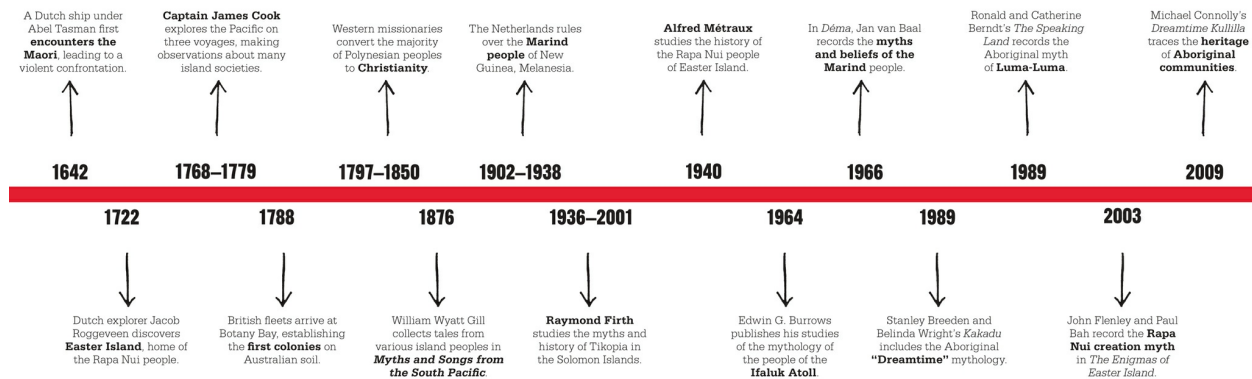 A Dutch ship under
Abel Tasman first
encounters the
Maori, leading to a
violent confrontation.
1642
Captain James Cook
explores the Pacific on
three voyages, making
observations about many
island societies.
1768–1779
Western missionaries
convert the majority
of Polynesian peoples
to Christianity.
1797–1850
The Netherlands rules
over the Marind
people of New
Guinea, Melanesia.
1902–1938
Alfred Métraux
studies the history of
the Rapa Nui people
of Easter Island.
1940
In Déma, Jan van Baal
records the myths
and beliefs of the
Marind people.
1966
Ronald and Catherine
Berndt's The Speaking
Land records the
Aboriginal myth
of Luma-Luma.
1989
Michael Connolly's
Dreamtime Kullilla
traces the heritage
of Aboriginal
communities.
2009
1722
Dutch explorer Jacob
Roggeveen discovers
Easter Island, home of
the Rapa Nui people.
1788
British fleets arrive at
Botany Bay, establishing
the first colonies on
Australian soil.
1876
William Wyatt Gill
collects tales from
various island peoples in
Myths and Songs from
the South Pacific.
1936–2001
Raymond Firth
studies the myths and
history of Tikopia in
the Solomon Islands.
1964
Edwin G. Burrows
publishes his studies
of the mythology of
the people of the
Ifaluk Atoll.
1989
Stanley Breeden and
Belinda Wright's Kakadu
includes the Aboriginal
“Dreamtime” mythology.
2003
John Flenley and Paul
Bah record the Rapa
Nui creation myth
in The Enigmas of
Easter Island.